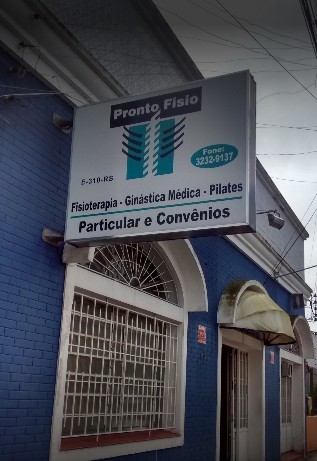 Pronto Fisio
Fone:
3232-9137
E-310-RS
Fisioterapia - Ginástica Médica - Pilates
Particular e Convênios